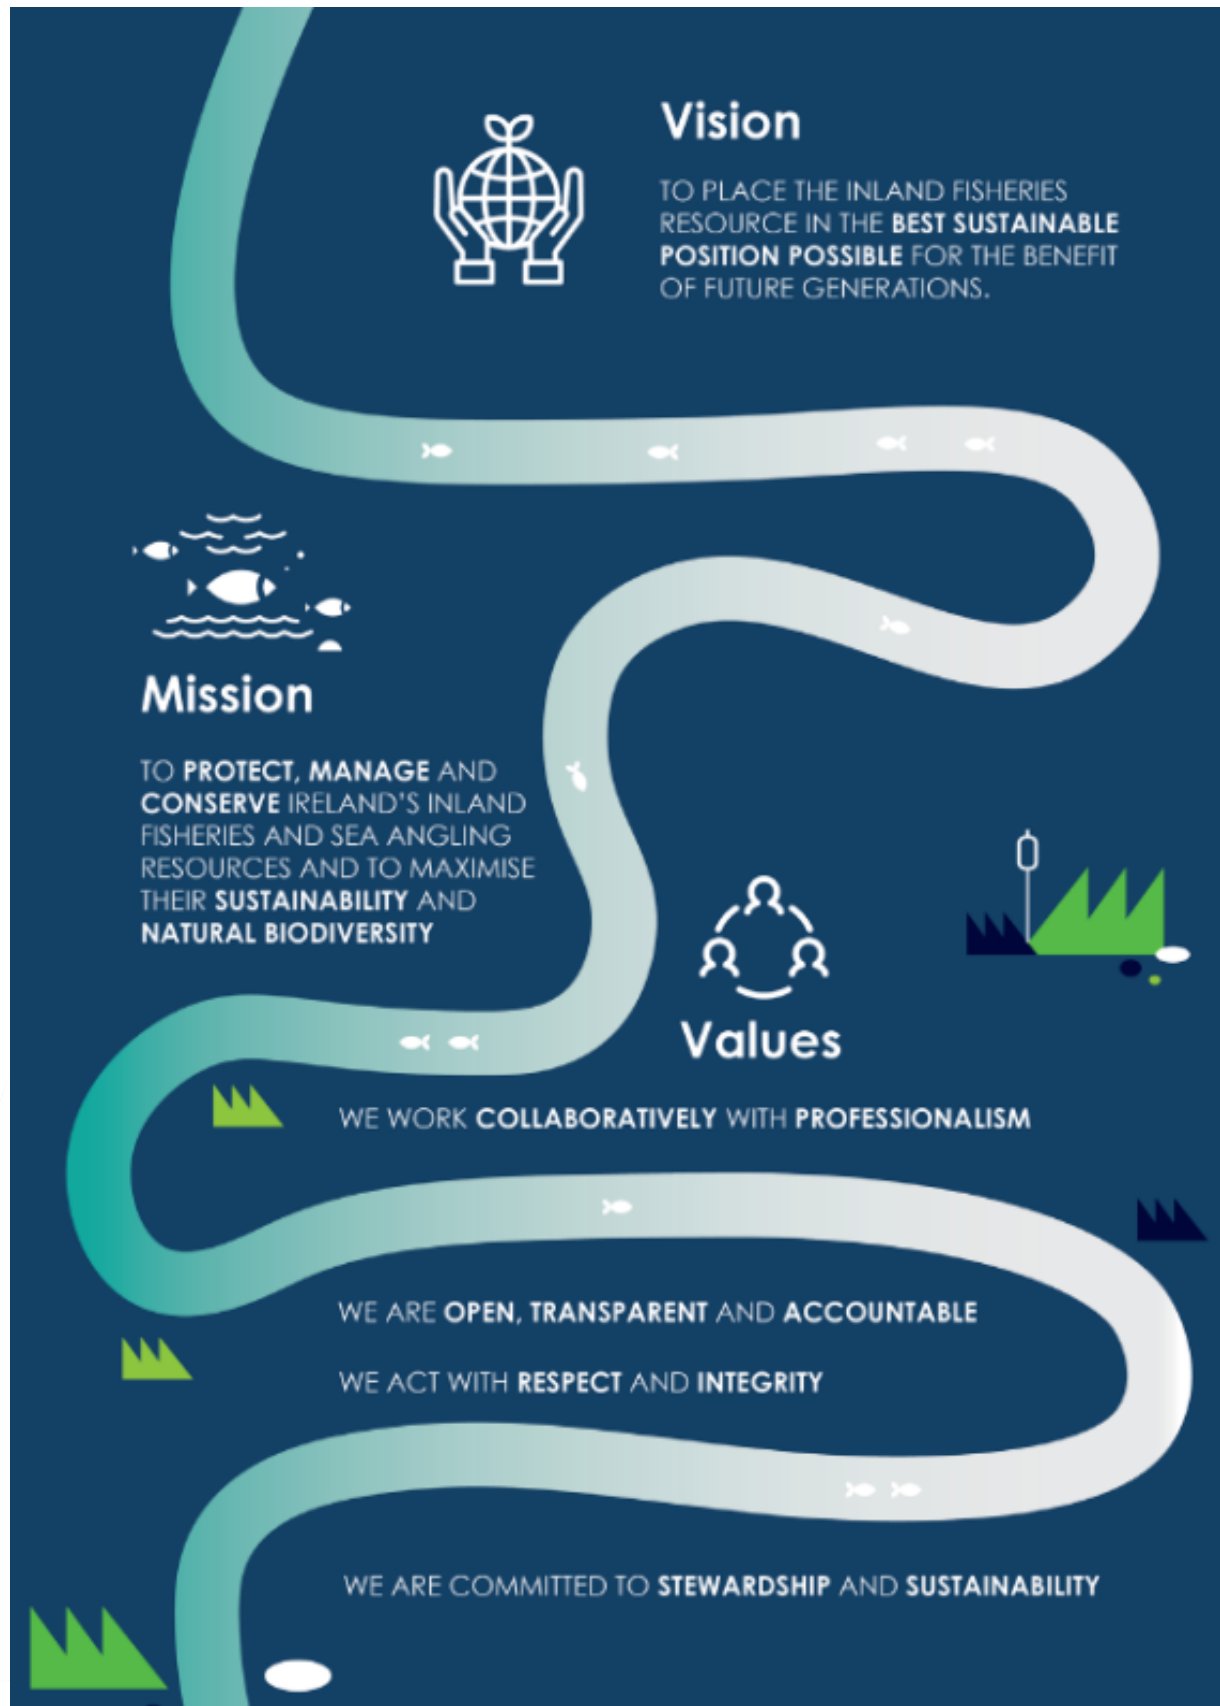 Vision
TO PLACE THE INLAND FISHERIES
RESOURCE IN THE BEST SUSTAINABLE
POSITION POSSIBLE FOR THE BENEFIT
OF FUTURE GENERATIONS.
Mission
TO PROTECT, MANAGE AND
CONSERVE IRELAND'S INLAND
FISHERIES AND SEA ANGLING
RESOURCES AND TO MAXIMISE
THEIR SUSTAINABILITY AND
NATURAL BIODIVERSITY
Values
WE WORK COLLABORATIVELY WITH PROFESSIONALISM
WE ARE OPEN, TRANSPARENT AND ACCOUNTABLE
WE ACT WITH RESPECT AND INTEGRITY
WE ARE COMMITTED TO STEWARDSHIP AND SUSTAINABILITY